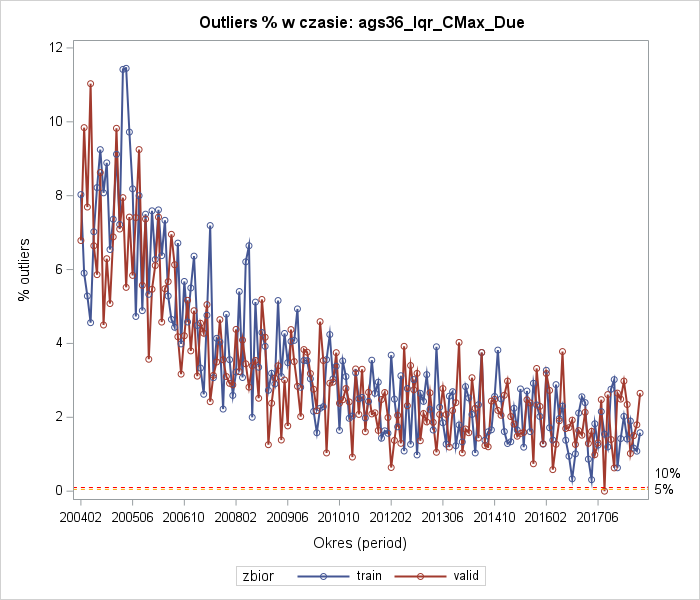 Outliers % w czasie: ags36_Iqr_CMax_Due
% outliers
12
10
8
6
4
2
0
10%
5%
200402 200506 200610 200802 200906 201010 201202 201306 201410 201602 201706
Okres (period)
zbior train valid